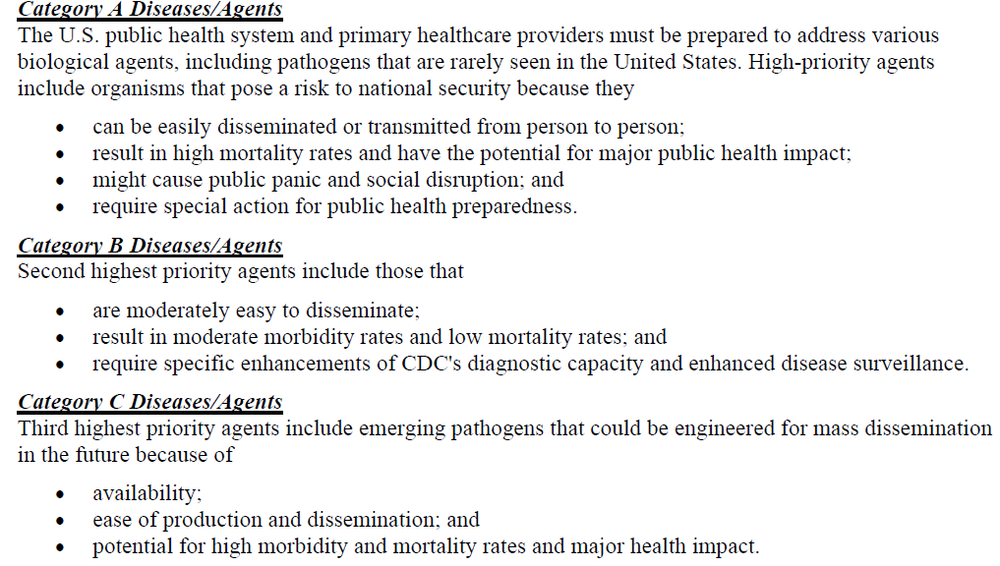 Category A Diseases/Agents
The U.S. public health system and primary healthcare providers must be prepared to address various
biological agents, including pathogens that are rarely seen in the United States. High-priority agents
include organisms that pose a risk to national security because they
• can be easily disseminated or transmitted from person to person;
• result in high mortality rates and have the potential for major public health impact;
• might cause public panic and social disruption; and
• require special action for public health preparedness.
Category B Diseases/Agents
Second highest priority agents include those that
• are moderately easy to disseminate;
• result in moderate morbidity rates and low mortality rates; and
• require specific enhancements of CDC's diagnostic capacity and enhanced disease surveillance.
Category C Diseases/Agents
Third highest priority agents include emerging pathogens that could be engineered for mass dissemination
in the future because of
• availability;
• ease of production and dissemination; and
• potential for high morbidity and mortality rates and major health impact.